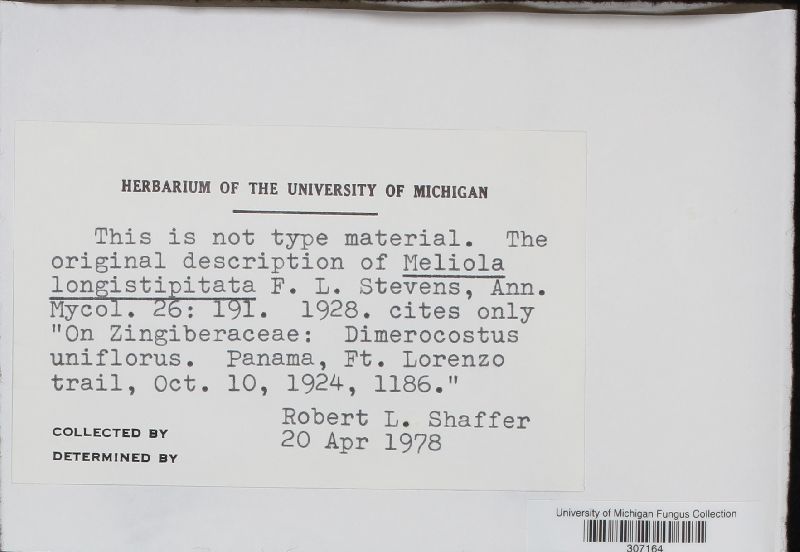 HERBARIUM OF THE UNIVERSITY OF MICHIGAN
This is not type material. The
original description of Meliola
longistipitata F. L. Stevens, Ann.
Mycol. 26: 191. 1928. cites only
"On Zingiberaceae: Dimerocostus
uniflorus. Panama, Ft. Lorenzo
trail, Oct. 10, 1924, 1186."
Robert L. Shaffer
COLLECTED BY
20 Apr 1978
DETERMINED BY
University of Michigan Fungus Collection
307164